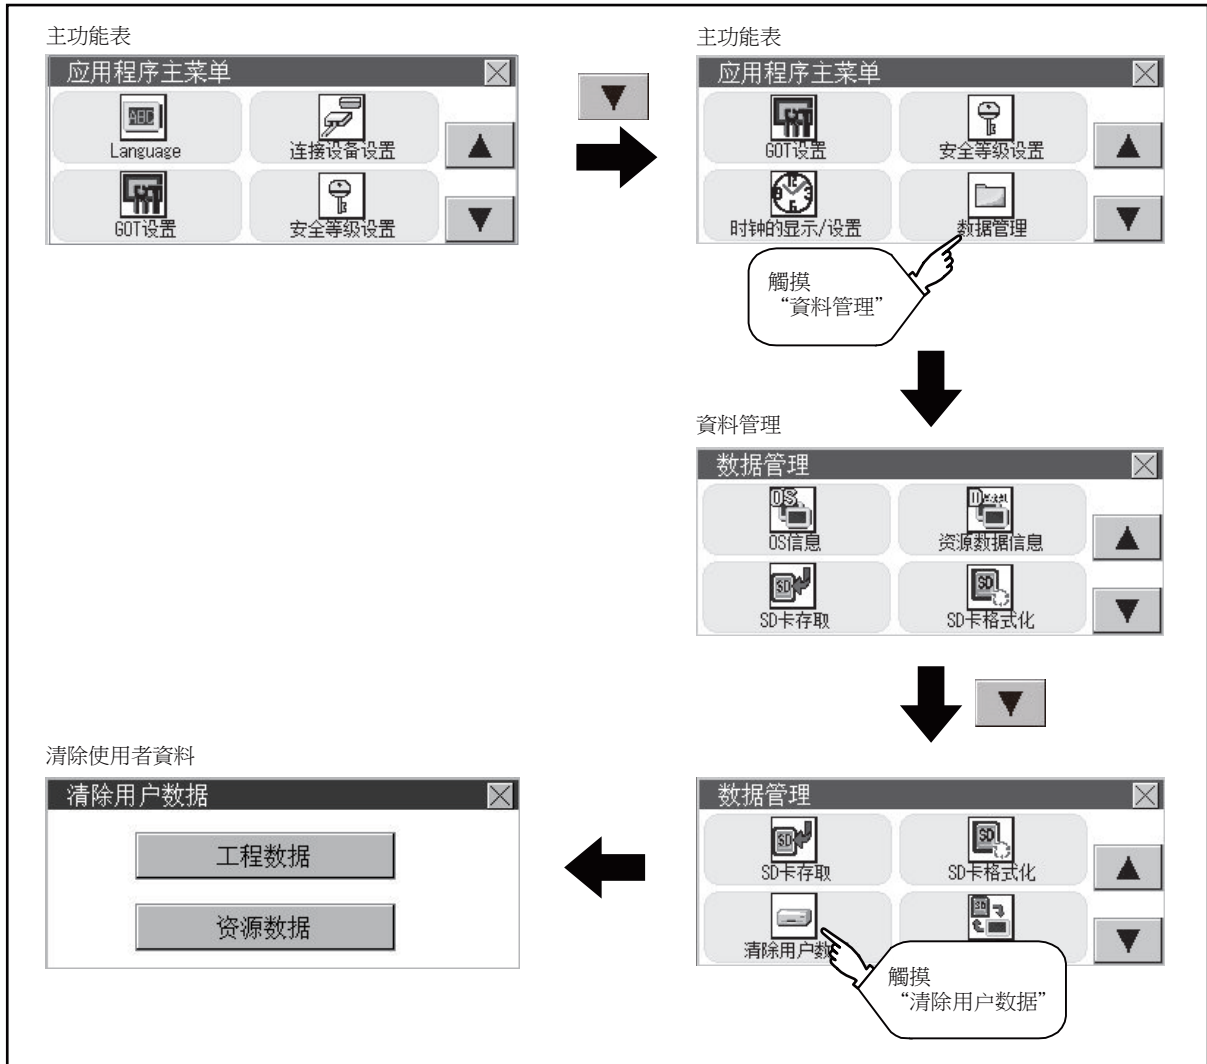 主功能表
应用程序主菜单
Language
连接设备设置
GOT设置
安全等级设置
主功能表
应用程序主菜单
GOT设置
安全等级设置
时钟的显示/设置
数据管理
觸摸
“資料管理”
資料管理
数据管理
OS信息
资源数据信息
SD卡存取
SD卡格式化
清除使用者資料
清除用户数据
工程数据
资源数据
数据管理
SD卡存取
SD卡格式化
清除用户数
觸摸
“清除用户数据”